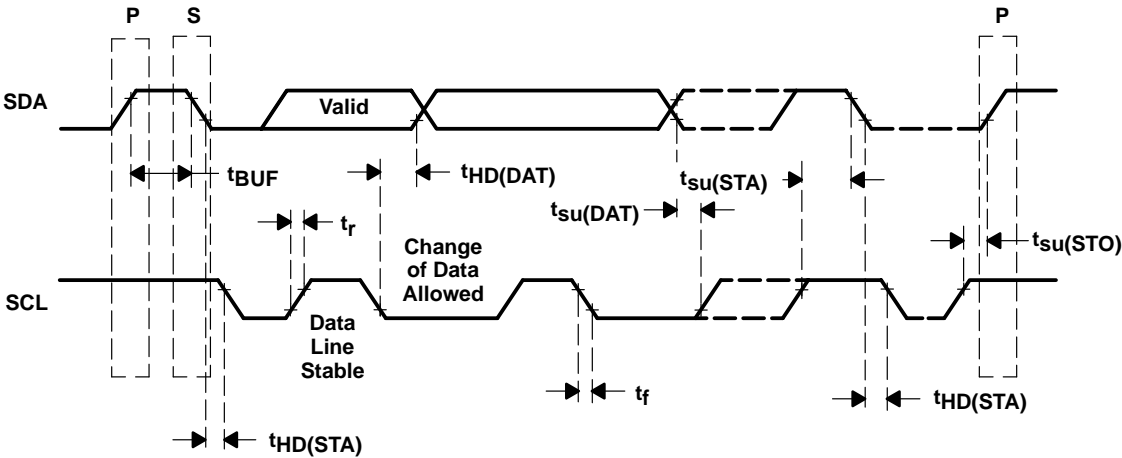 P S P
SDA
Valid
tBUF
tHD(DAT)
tsu(STA)
tsu(DAT)
tr
tsu(STO)
Change
of Data
Allowed
SCL
Data
Line
Stable
tf
tHD(STA)
tHD(STA)